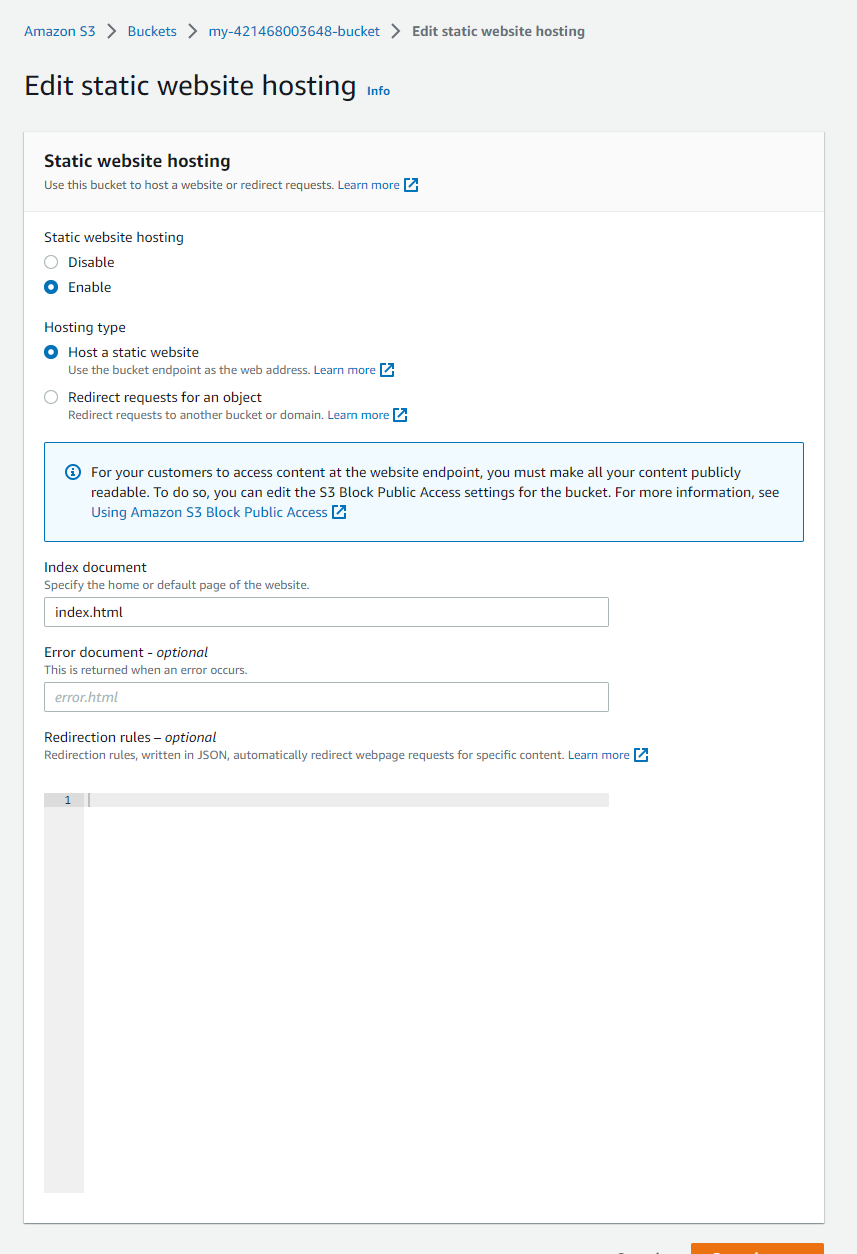 Amazon S3 > Buckets > my-421468003648-bucket > Edit static website hosting
Edit static website hosting Info
Static website hosting
Use this bucket to host a website or redirect requests. Learn more
Static website hosting
Disable
Enable
Hosting type
Host a static website
Use the bucket endpoint as the web address. Learn more
Redirect requests for an object
Redirect requests to another bucket or domain. Learn more
For your customers to access content at the website endpoint, you must make all your content publicly
readable. To do so, you can edit the S3 Block Public Access settings for the bucket. For more information, see
Using Amazon S3 Block Public Access
Index document
Specify the home or default page of the website.
index.html
Error document - optional
This is returned when an error occurs.
error.html
Redirection rules – optional
Redirection rules, written in JSON, automatically redirect webpage requests for specific content. Learn more
1